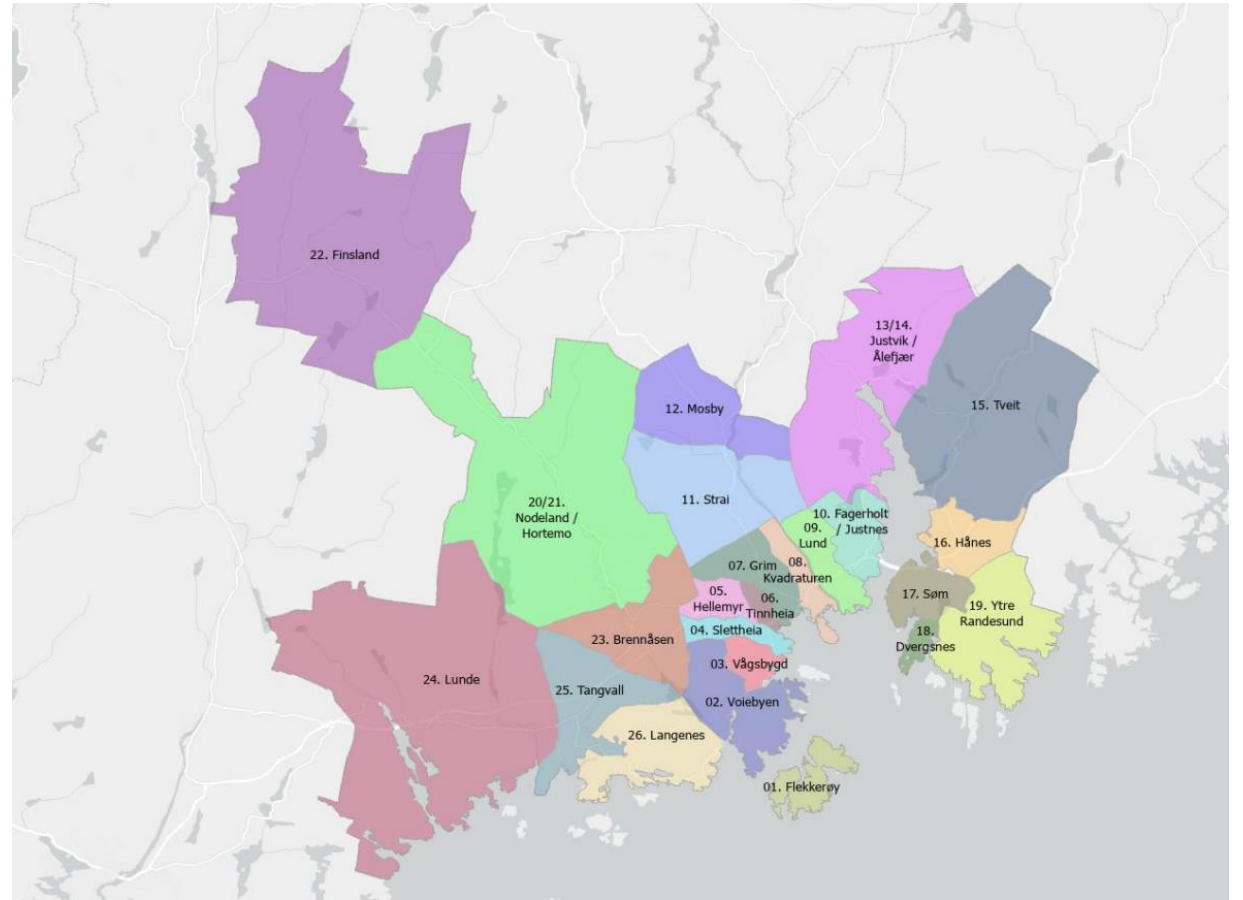 22. Finsland
13/14.
Justvik /
Ålefjær
15. Tveit
12. Mosby
11. Strai
20/21.
Nodeland /
Hortemo
10. Fagerholt
/ Justnes
09.
Lund
16. Hånes
07. Grim
08.
Kvadraturen
05.
Hellemyr
06.
Tinnheia
17. Søm
19. Ytre
Randesund
18.
Dvergsnes
04. Slettheia
23. Brennåsen
03. Vågsbygd
24. Lunde
25. Tangvall
02. Voiebyen
26. Langenes
01. Flekkerøy